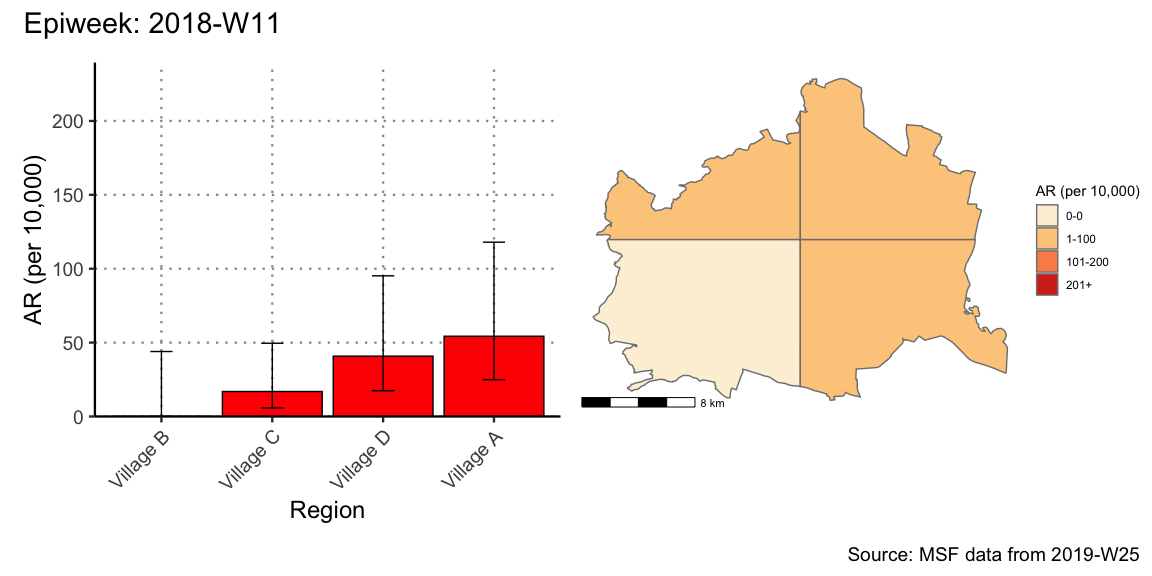 Epiweek: 2018-W11
AR (per 10,000)
200
150
100
50
0
Village B
Village C
Village D
Village A
Region
8 km
AR (per 10,000)
0-0
1-100
101-200
201+
Source: MSF data from 2019-W25